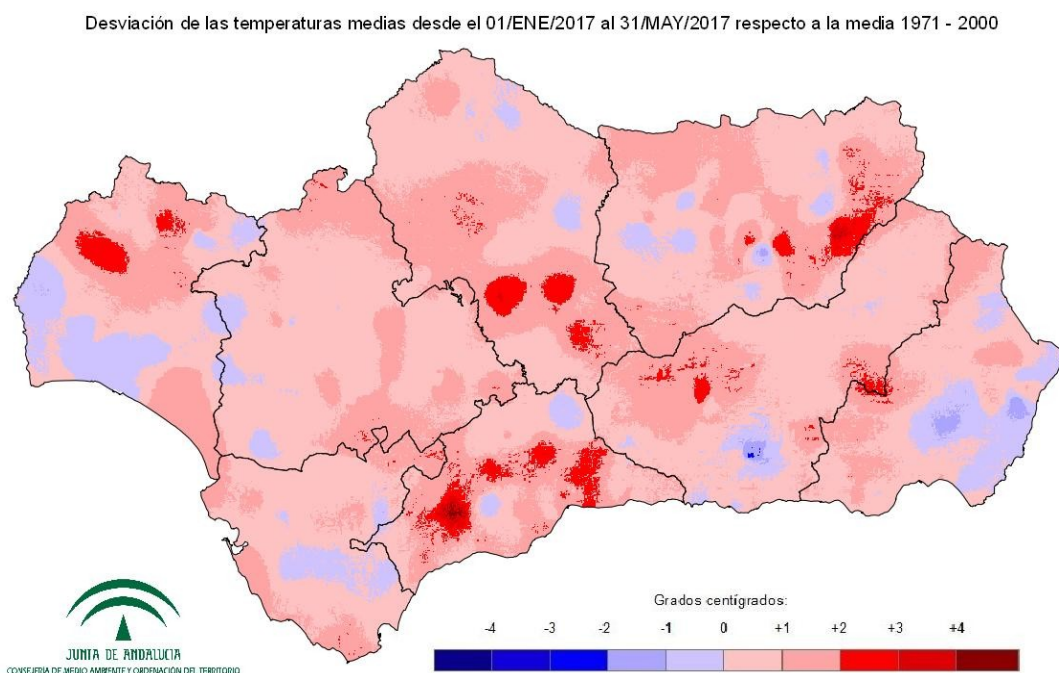 Desviación de las temperaturas medias desde el 01/ENE/2017 al 31/MAY/2017 respecto a la media 1971 - 2000
Grados centígrados:
-4 -3 -2 -1 0 +1 +2 +3 +4
JUNTA DE ANDALUCIA
CONSEJERÍA DE MEDIO AMBIENTE Y ORDENACIÓN DEL TERRITORIO